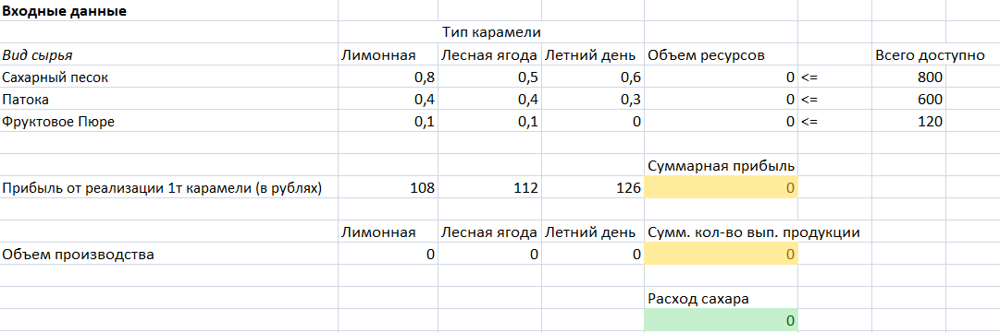 Входные данные
Тип карамели
Вид сырья Лимонная Лесная ягода Летний день Объем ресурсов Всего доступно
Сахарный песок 0,8 0,5 0,6 0 <= 800
Патока 0,4 0,4 0,3 0 <= 600
Фруктовое Пюре 0,1 0,1 0 0 <= 120
Суммарная прибыль
Прибыль от реализации 1т карамели (в рублях) 108 112 126 0
Лимонная Лесная ягода Летний день Сумм. кол-во вып. продукции
Объем производства 0 0 0 0
Расход сахара
0